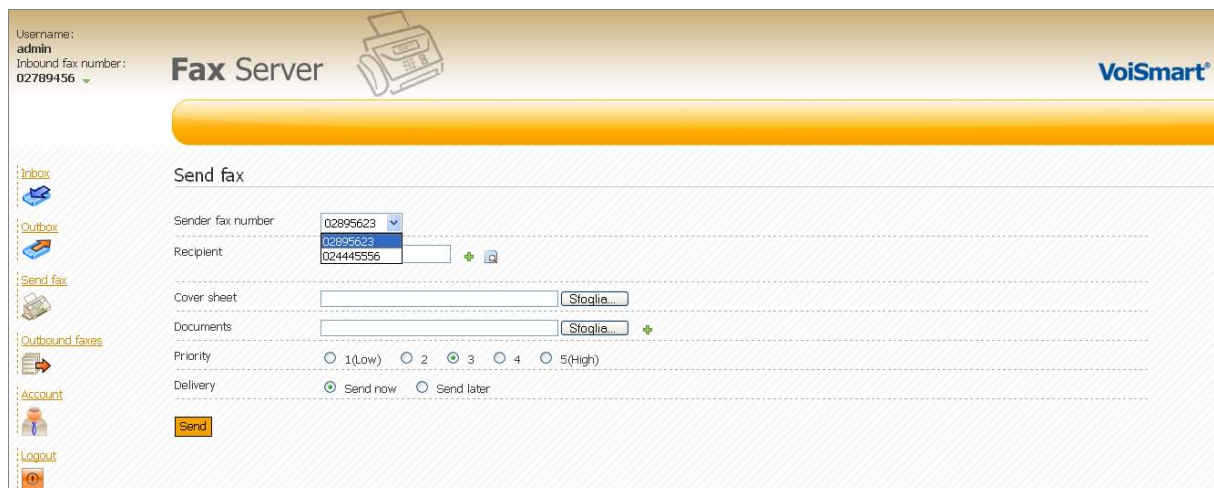 Username:
admin
Inbound fax number:
02789456
Fax Server
VoiSmart®
Inbox
Outbox
Send fax
Outbound faxes
Account
Logout
Send fax
Sender fax number
02895623
02895623
024445556
Recipient
Cover sheet
Sfoglia...
Documents
Sfoglia...
Priority
1(Low) 2 3 4 5(High)
Delivery
Send now Send later
Send